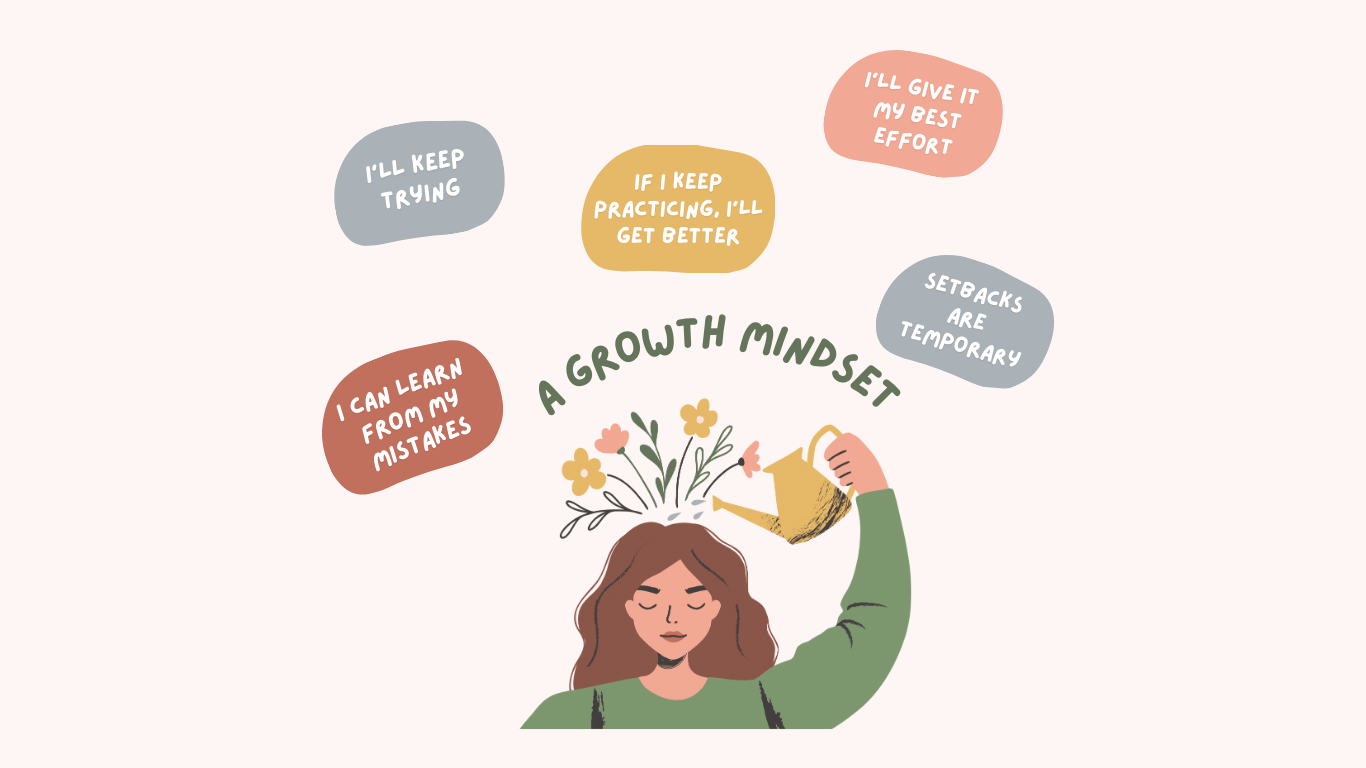 I'LL GIVE IT
MY BEST
EFFORT
I'LL KEEP
TRYING
IF I KEEP
PRACTICING, I'LL
GET BETTER
SETBACKS
ARE
TEMPORARY
A GROWTH MINDSET
I CAN LEARN
FROM MY
MISTAKES